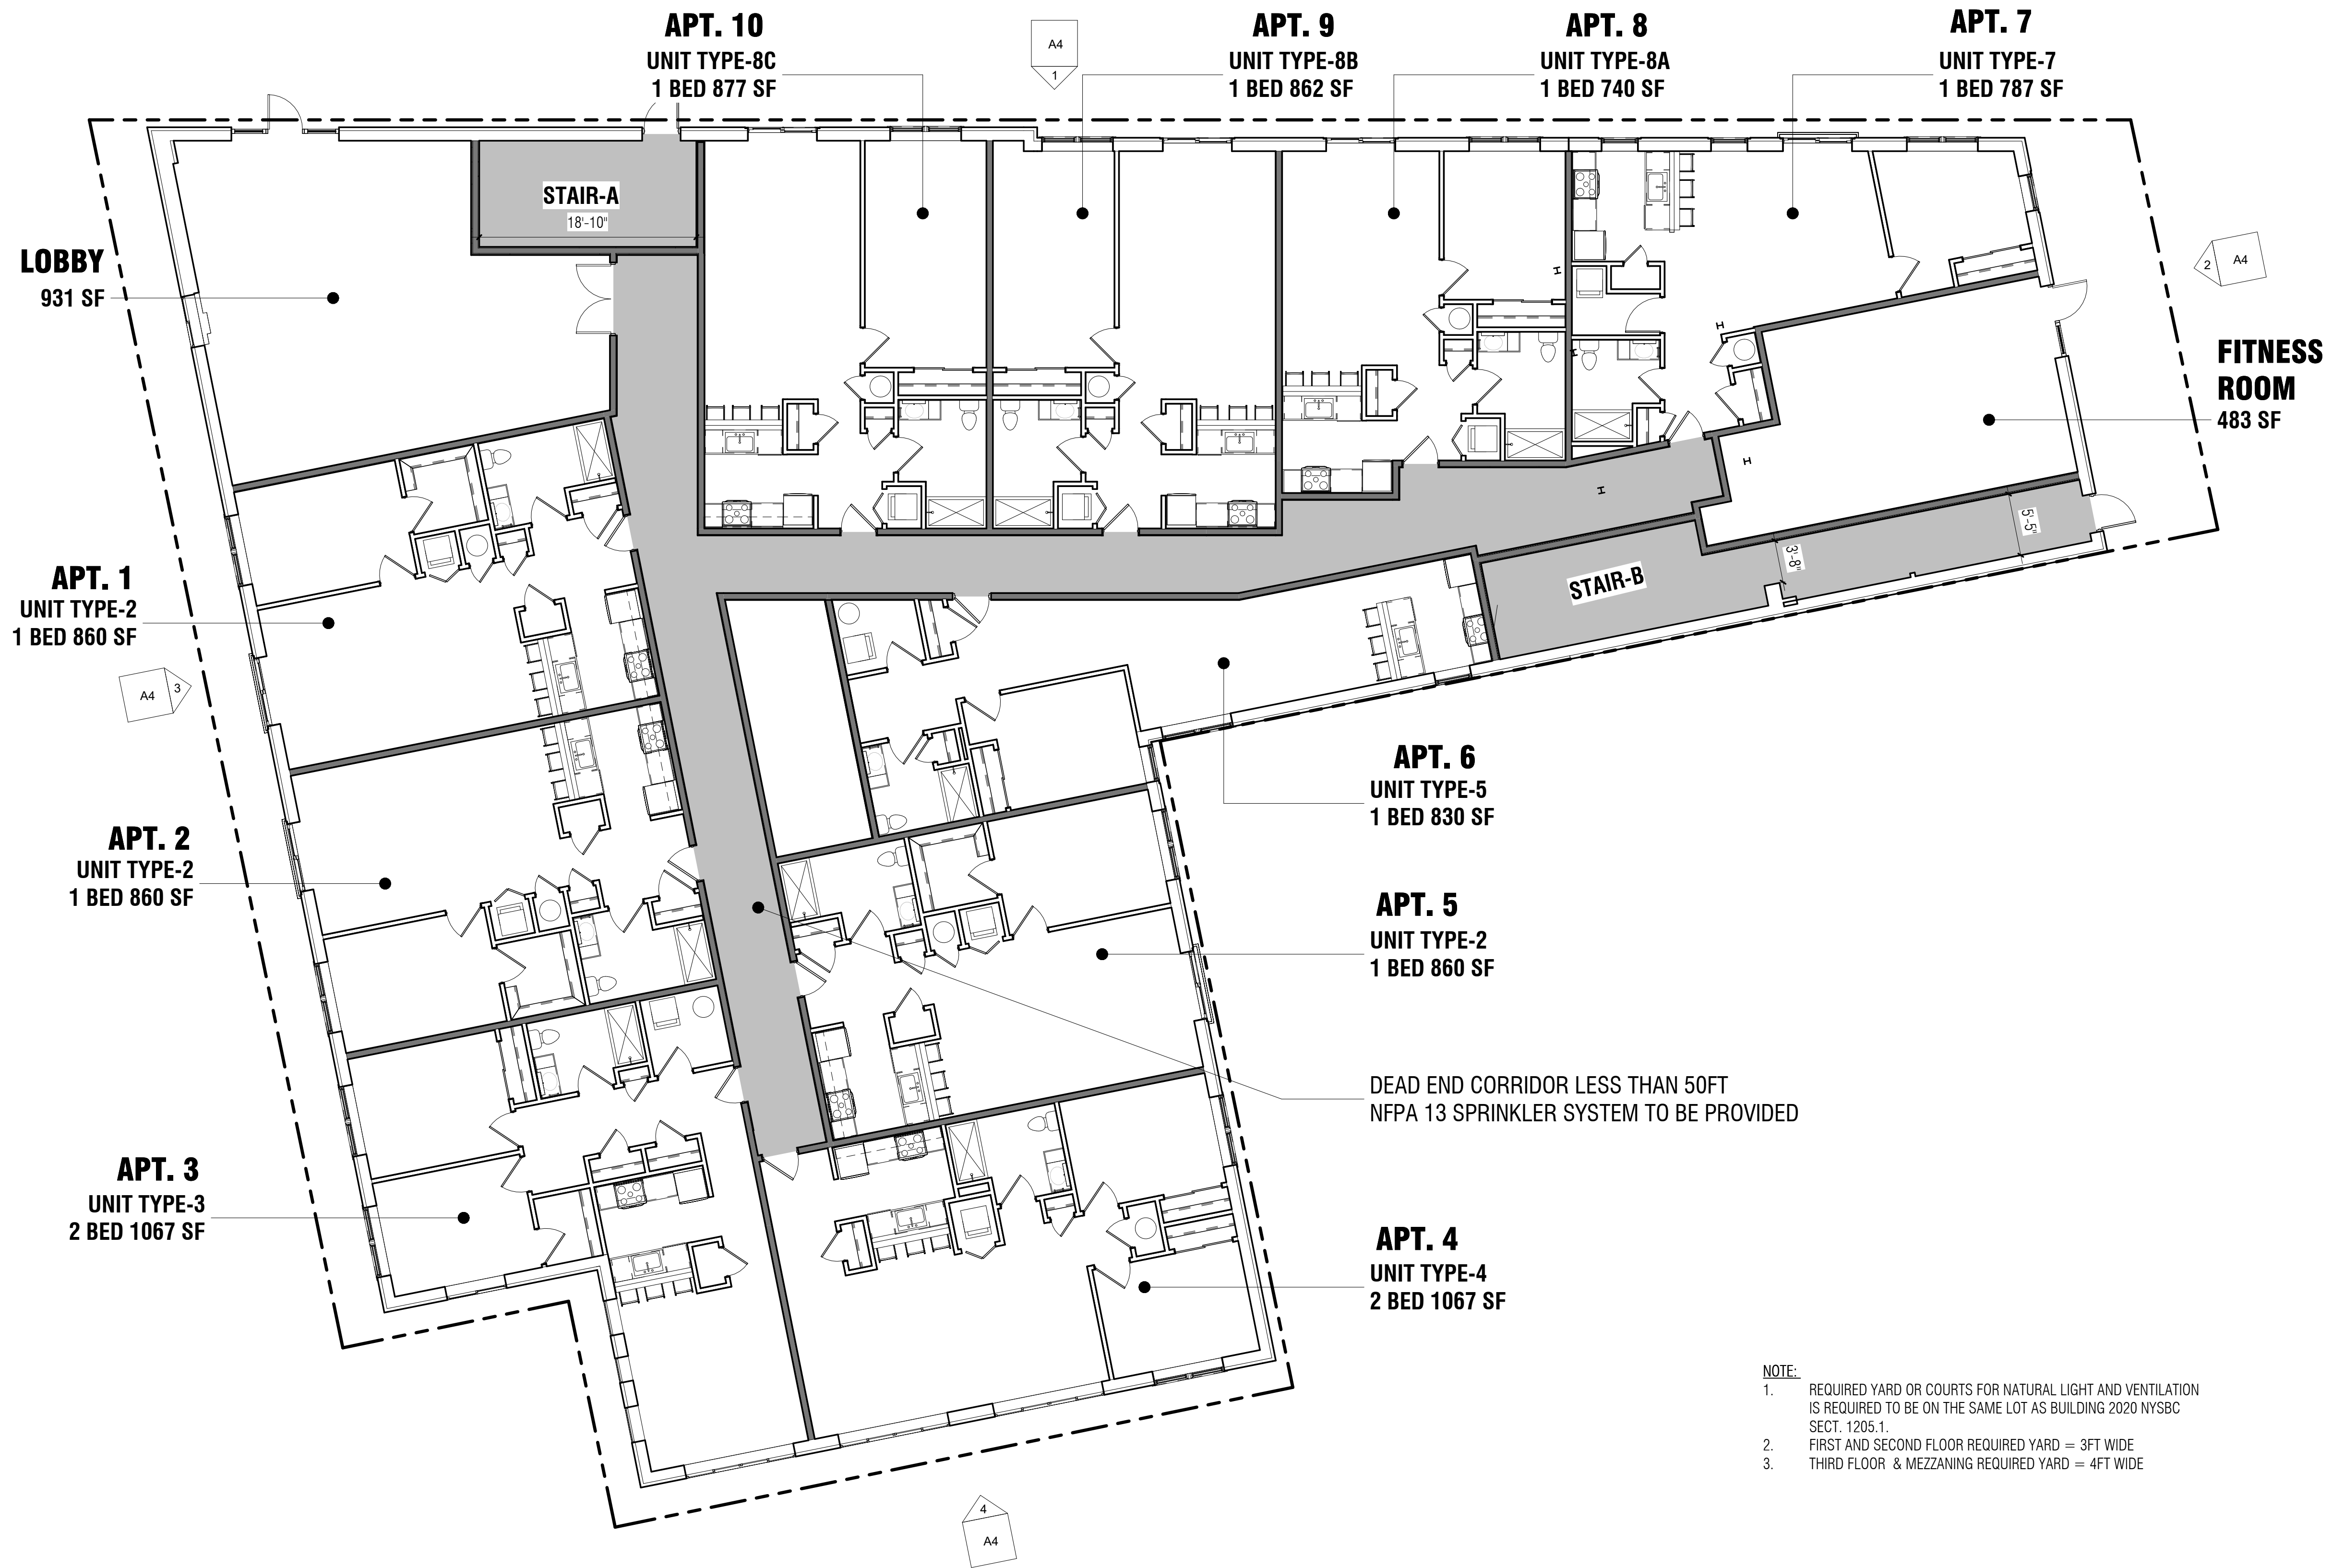 APT. 10
UNIT TYPE-8C
1 BED 877 SF
A4
1
APT. 9
UNIT TYPE-8B
1 BED 862 SF
APT. 8
UNIT TYPE-8A
1 BED 740 SF
APT. 7
UNIT TYPE-7
1 BED 787 SF
STAIR-A
18'-10"
LOBBY
931 SF
2
A4
FITNESS
ROOM
483 SF
5'-5"
3'-8"
STAIR-B
APT. 1
UNIT TYPE-2
1 BED 860 SF
A4
3
APT. 6
UNIT TYPE-5
1 BED 830 SF
APT. 2
UNIT TYPE-2
1 BED 860 SF
APT. 5
UNIT TYPE-2
1 BED 860 SF
DEAD END CORRIDOR LESS THAN 50FT
NFPA 13 SPRINKLER SYSTEM TO BE PROVIDED
APT. 3
UNIT TYPE-3
2 BED 1067 SF
APT. 4
UNIT TYPE-4
2 BED 1067 SF
NOTE:
1. REQUIRED YARD OR COURTS FOR NATURAL LIGHT AND VENTILATION
IS REQUIRED TO BE ON THE SAME LOT AS BUILDING 2020 NYSBC
SECT. 1205.1.
2. FIRST AND SECOND FLOOR REQUIRED YARD = 3FT WIDE
3. THIRD FLOOR & MEZZANING REQUIRED YARD = 4FT WIDE
4
A4